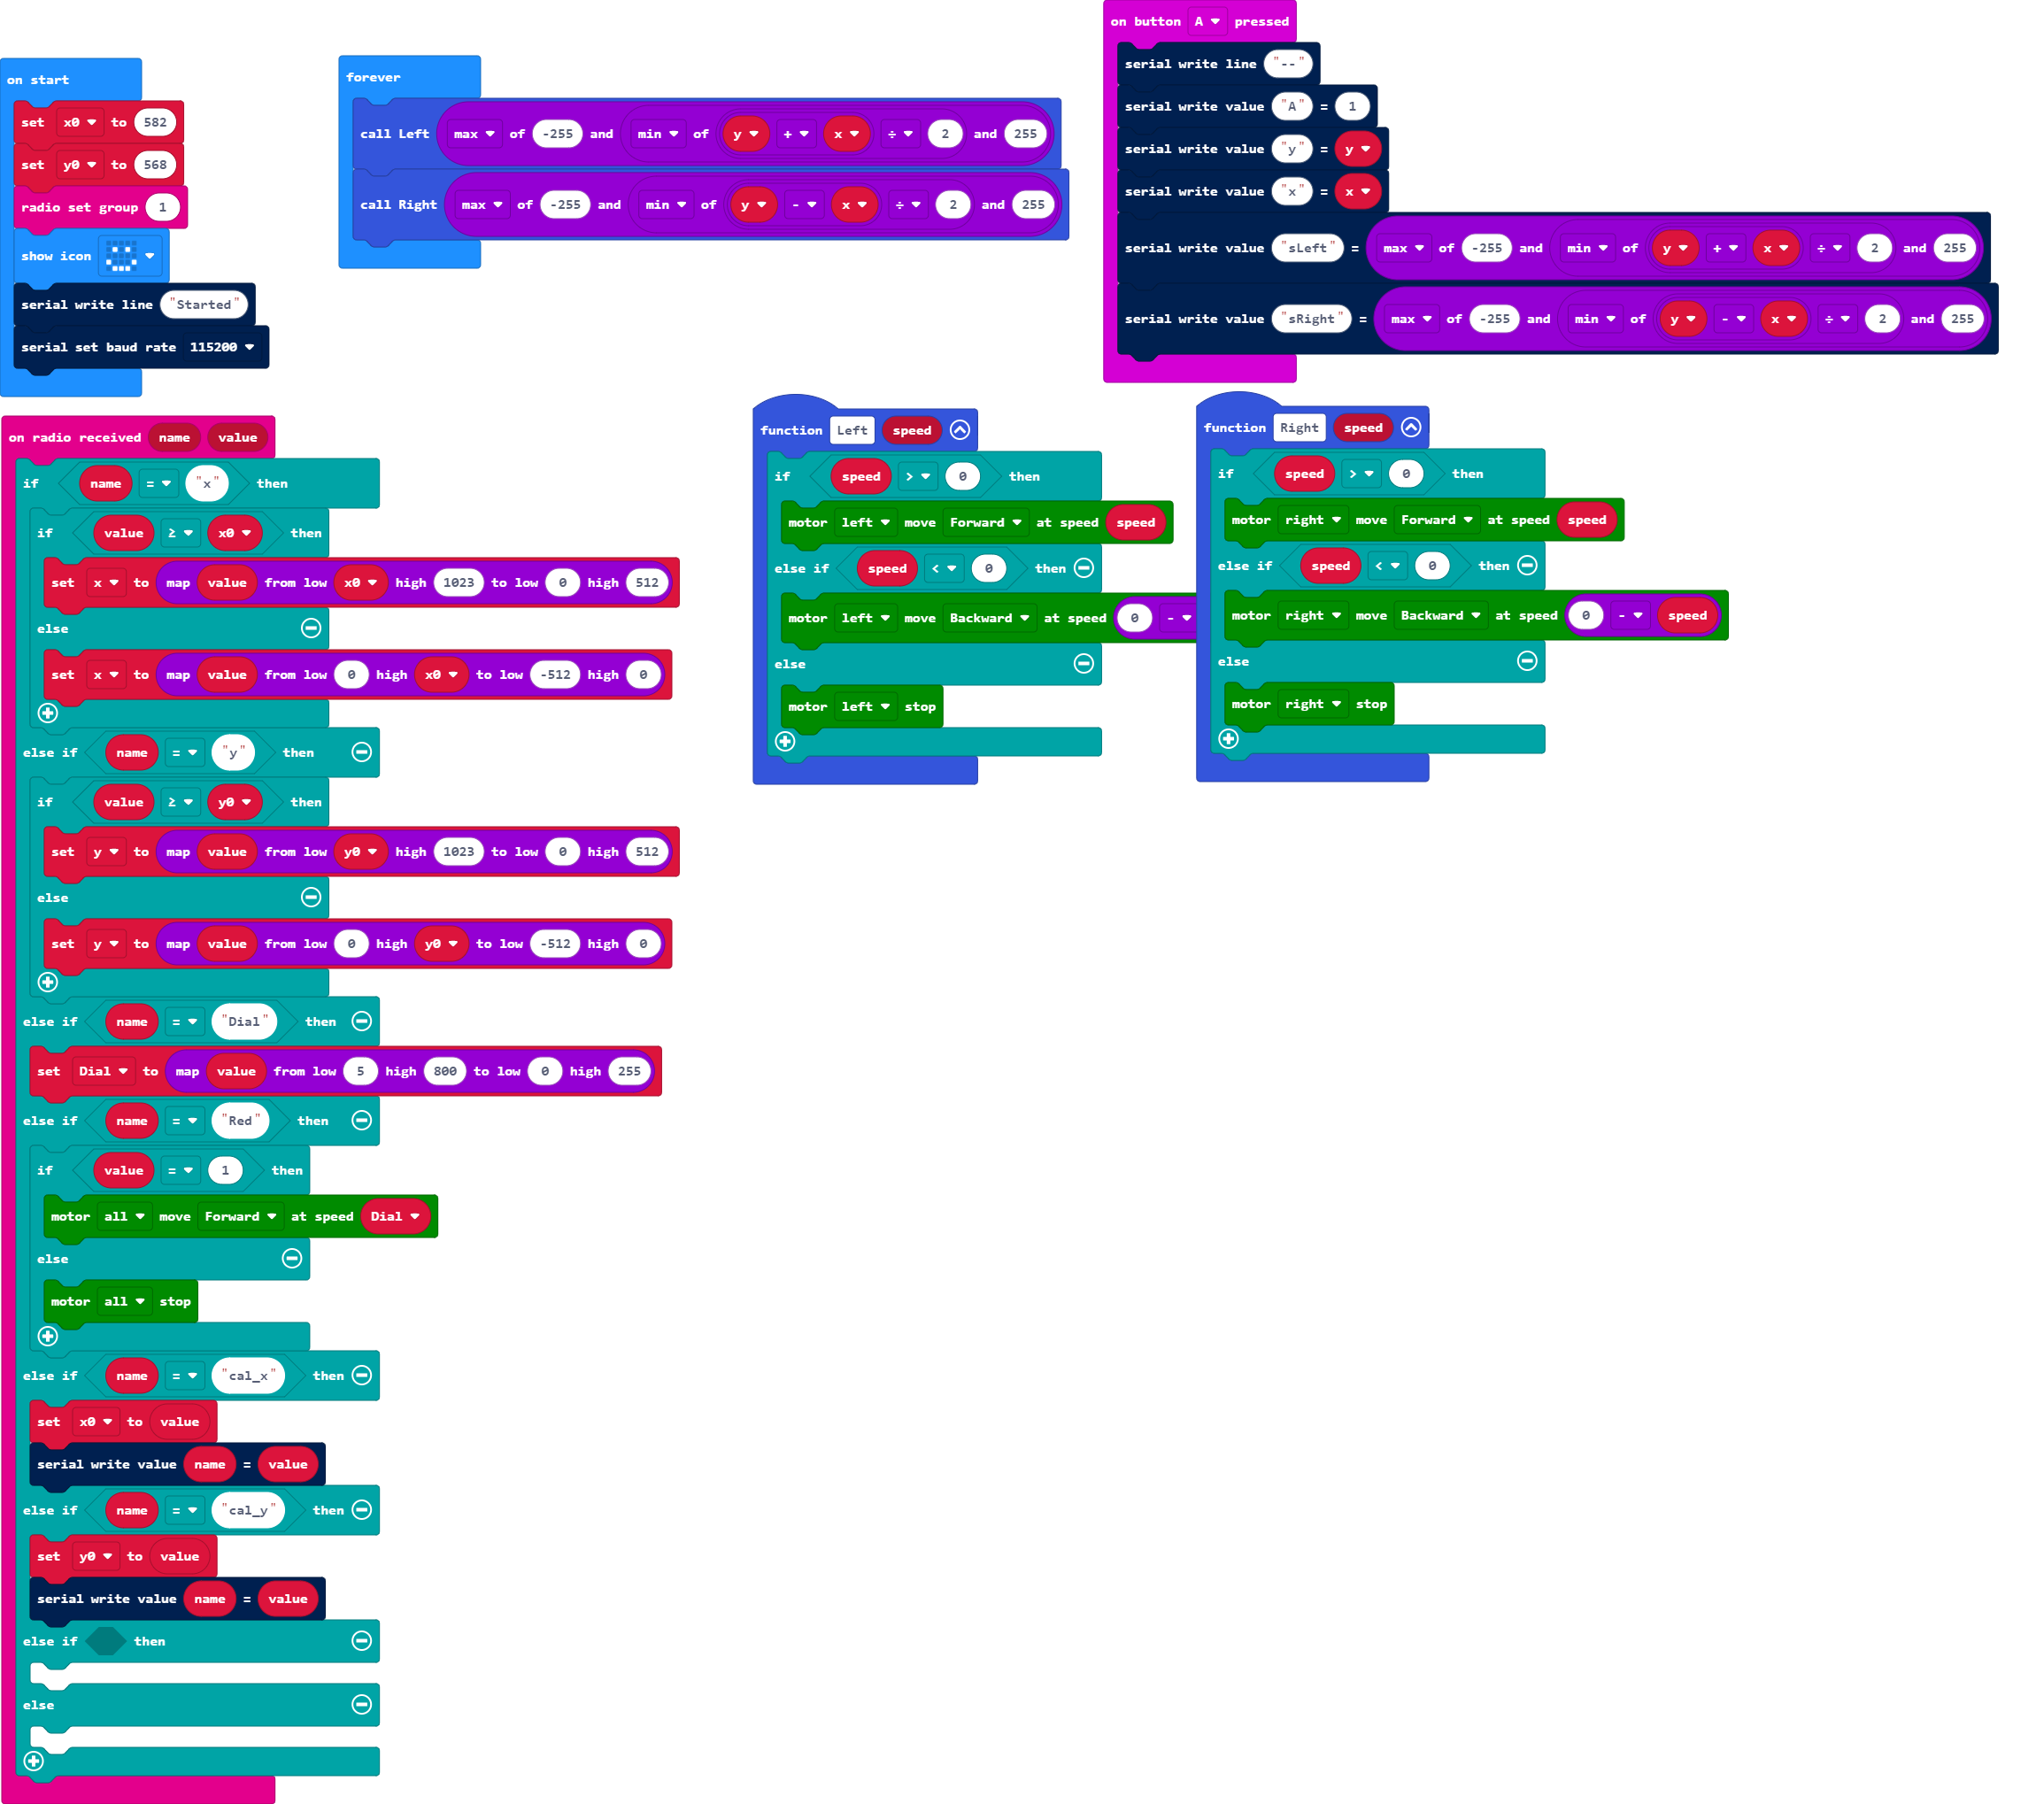 on start
set x0 to 582
set y0 to 568
radio set group 1
show icon
serial write line "Started"
serial set baud rate 115200
forever
call Left max of -255 and min of y + x ÷ 2 and 255
call Right max of -255 and min of y - x ÷ 2 and 255
on button A pressed
serial write line "--"
serial write value "A" = 1
serial write value "y" = y
serial write value "x" = x
serial write value "sLeft" = max of -255 and min of y + x ÷ 2 and 255
serial write value "sRight" = max of -255 and min of y - x ÷ 2 and 255
on radio received name value
if name = "x" then
if value ≥ x0 then
set x to map value from low x0 high 1023 to low 0 high 512
else
set x to map value from low 0 high x0 to low -512 high 0
else if name = "y" then
if value ≥ y0 then
set y to map value from low y0 high 1023 to low 0 high 512
else
set y to map value from low 0 high y0 to low -512 high 0
else if name = "Dial" then
set Dial to map value from low 5 high 800 to low 0 high 255
else if name = "Red" then
if value = 1 then
motor all move Forward at speed Dial
else
motor all stop
else if name = "cal_x" then
set x0 to value
serial write value name = value
else if name = "cal_y" then
set y0 to value
serial write value name = value
else if then
else
function Left speed
if speed > 0 then
motor left move Forward at speed speed
else if speed < 0 then
motor left move Backward at speed 0 -
else
motor left stop
function Right speed
if speed > 0 then
motor right move Forward at speed speed
else if speed < 0 then
motor right move Backward at speed 0 - speed
else
motor right stop